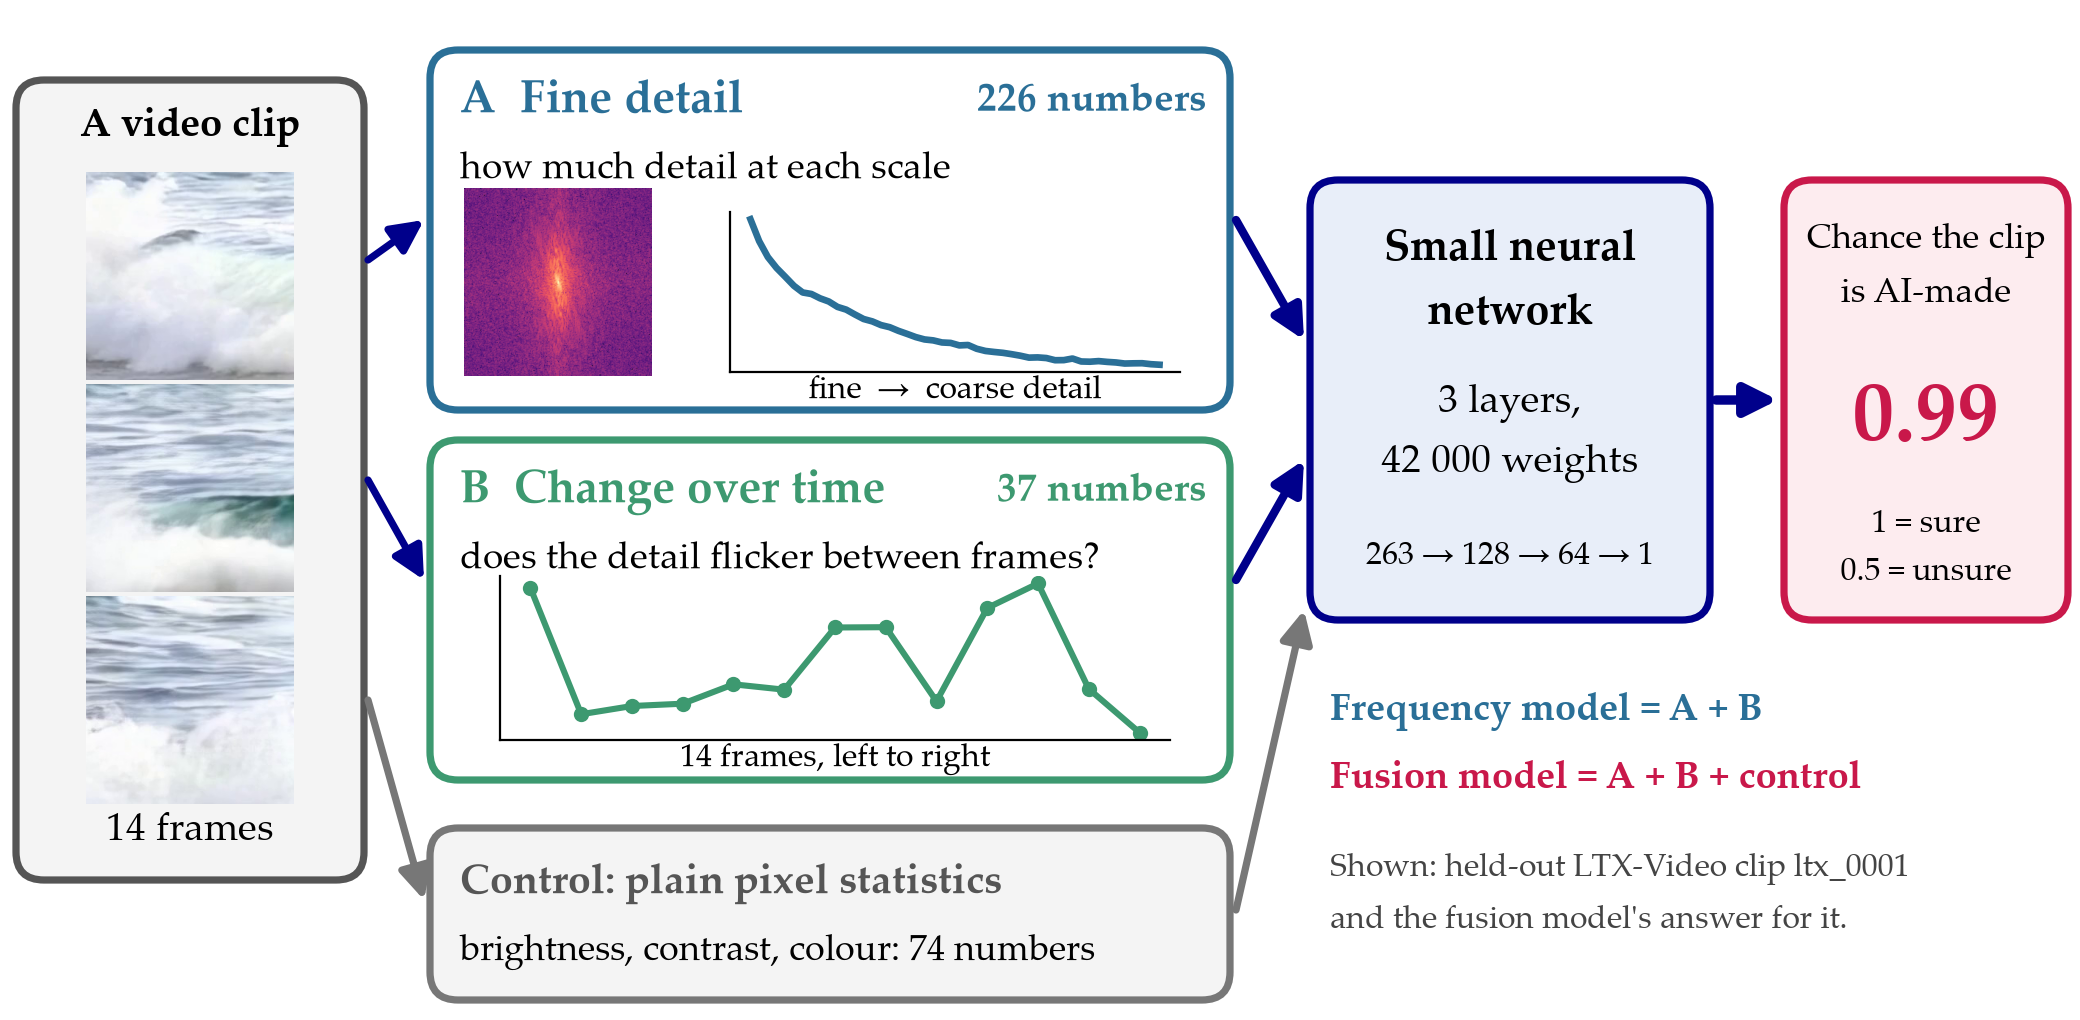 A video clip
14 frames
A Fine detail
226 numbers
how much detail at each scale
fine → coarse detail
B Change over time
37 numbers
does the detail flicker between frames?
14 frames, left to right
Control: plain pixel statistics
brightness, contrast, colour: 74 numbers
Small neural
network
3 layers,
42 000 weights
263 → 128 → 64 → 1
Chance the clip
is AI-made
0.99
1 = sure
0.5 = unsure
Frequency model = A + B
Fusion model = A + B + control
Shown: held-out LTX-Video clip ltx_0001
and the fusion model's answer for it.